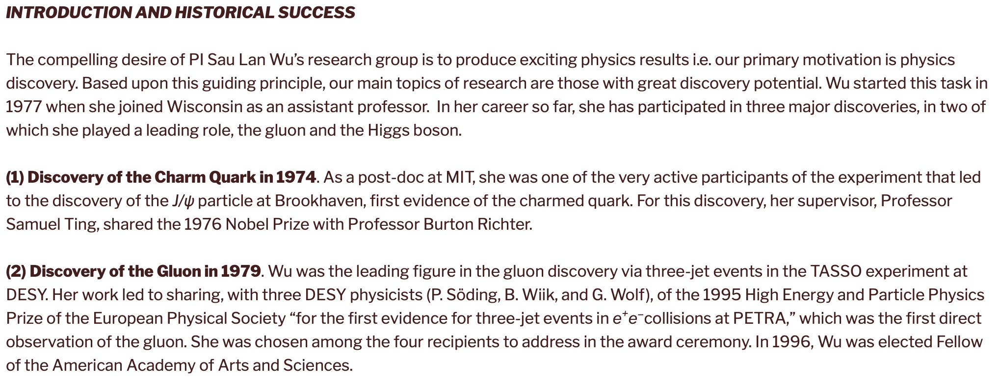 INTRODUCTION AND HISTORICAL SUCCESS
The compelling desire of PI Sau Lan Wu’s research group is to produce exciting physics results i.e. our primary motivation is physics
discovery. Based upon this guiding principle, our main topics of research are those with great discovery potential. Wu started this task in
1977 when she joined Wisconsin as an assistant professor.  In her career so far, she has participated in three major discoveries, in two of
which she played a leading role, the gluon and the Higgs boson.
(1) Discovery of the Charm Quark in 1974. As a post-doc at MIT, she was one of the very active participants of the experiment that led
to the discovery of the J/ψ particle at Brookhaven, first evidence of the charmed quark. For this discovery, her supervisor, Professor
Samuel Ting, shared the 1976 Nobel Prize with Professor Burton Richter.
(2) Discovery of the Gluon in 1979. Wu was the leading figure in the gluon discovery via three-jet events in the TASSO experiment at
DESY. Her work led to sharing, with three DESY physicists (P. Söding, B. Wiik, and G. Wolf), of the 1995 High Energy and Particle Physics
Prize of the European Physical Society “for the first evidence for three-jet events in e⁺e⁻collisions at PETRA,” which was the first direct
observation of the gluon. She was chosen among the four recipients to address in the award ceremony. In 1996, Wu was elected Fellow
of the American Academy of Arts and Sciences.